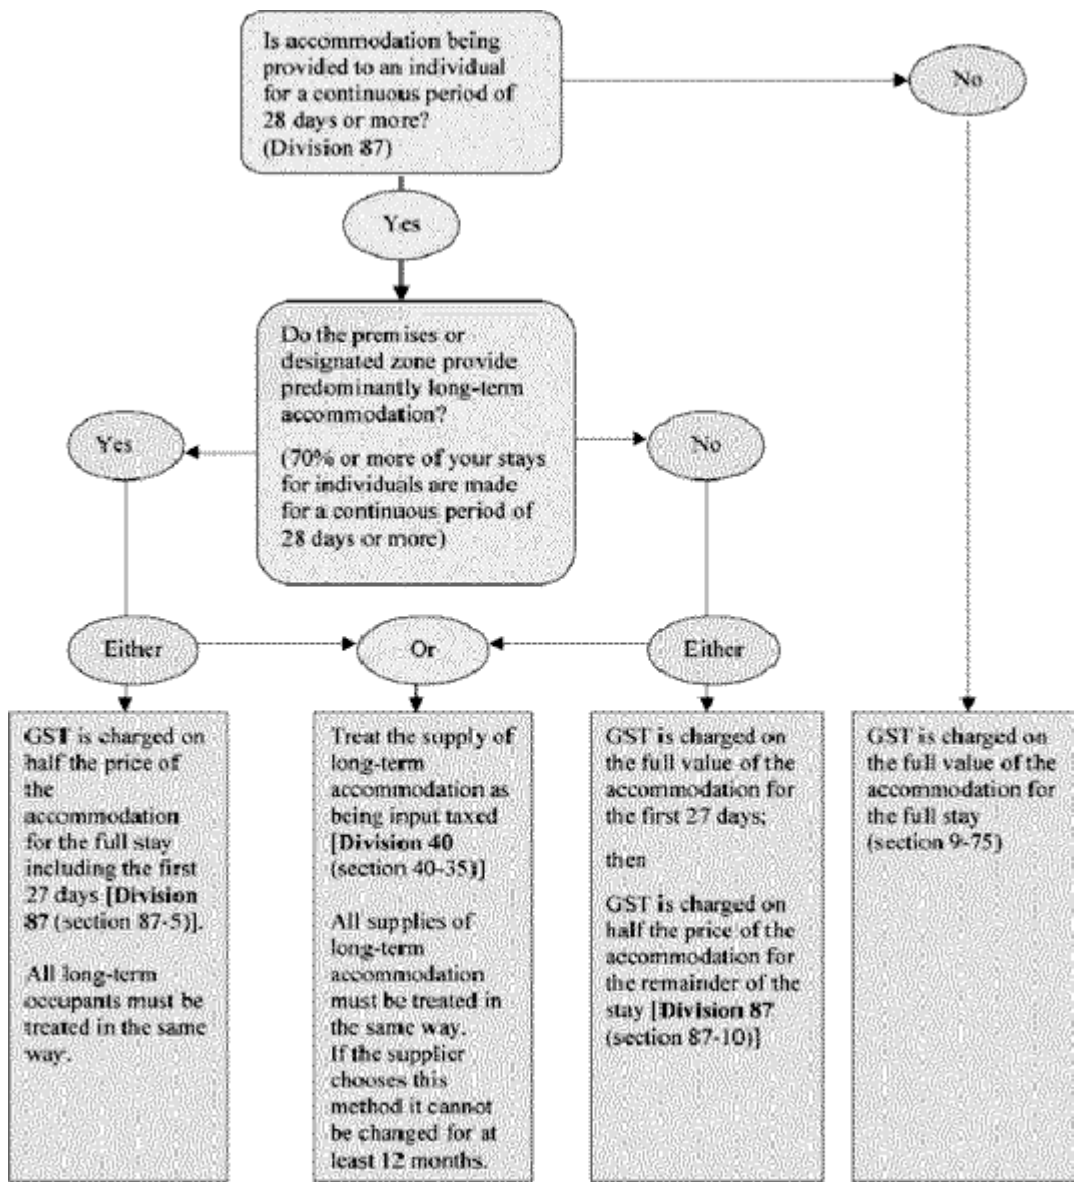 Is accommodation being
provided to an individual
for a continuous period of
28 days or more?
(Division 87)
No
Yes
Do the premises or
designated zone provide
predominantly long-term
accommodation?
(70% or more of your stays
for individuals are made
for a continuous period of
28 days or more)
Yes
No
Either
Or
Either
GST is charged on
half the price of
the
accommodation
for the full stay
including the first
27 days [Division
87 (section 87-5)].
All long-term
occupants must be
treated in the same
way.
Treat the supply of
long-term
accommodation as
being input taxed
[Division 40
(section 40-35)]
All supplies of
long-term
accommodation
must be treated in
the same way.
If the supplier
chooses this
method it cannot
be changed for at
least 12 months.
GST is charged on
the full value of the
accommodation for
the first 27 days;
then
GST is charged on
half the price of the
accommodation for
the remainder of the
stay [Division 87
(section 87-10)]
GST is charged on
the full value of the
accommodation for
the full stay
(section 9-75)